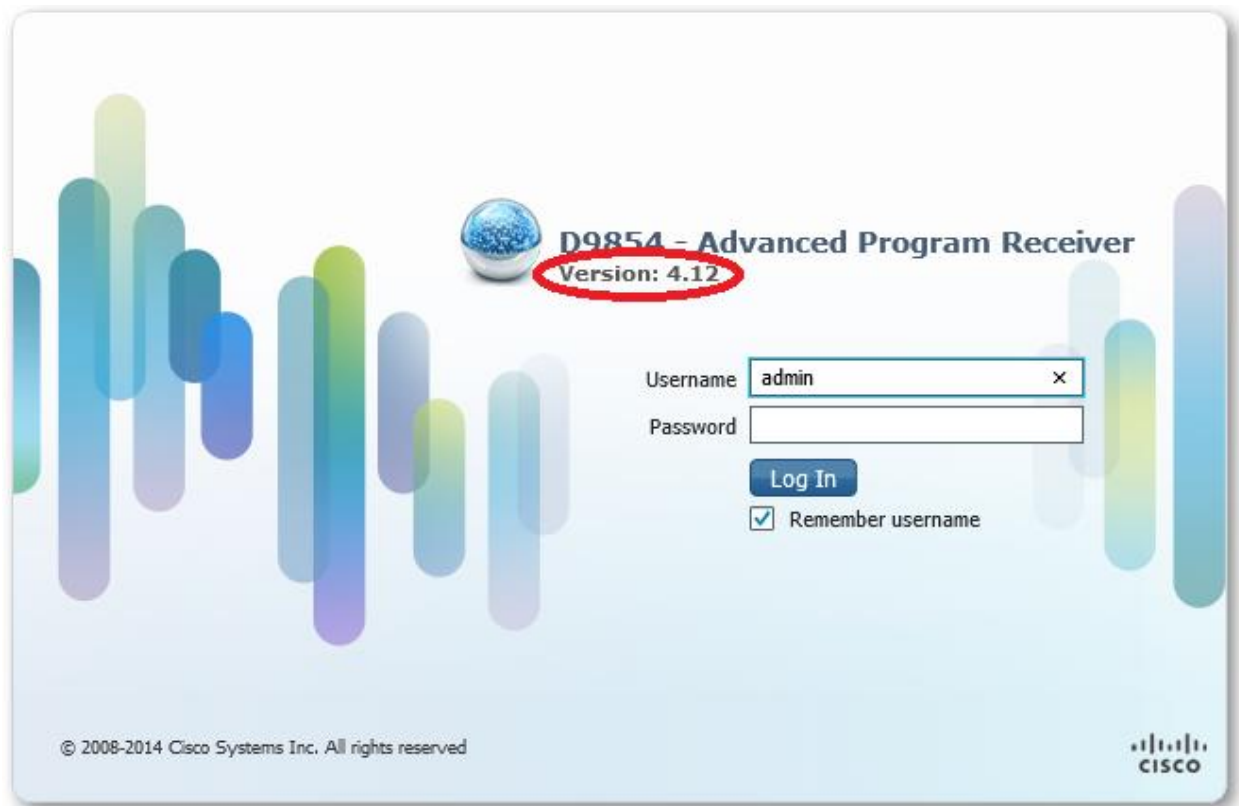 D9854 - Advanced Program Receiver
Version: 4.12
Username admin ×
Password
Log In
Remember username
© 2008-2014 Cisco Systems Inc. All rights reserved
CISCO